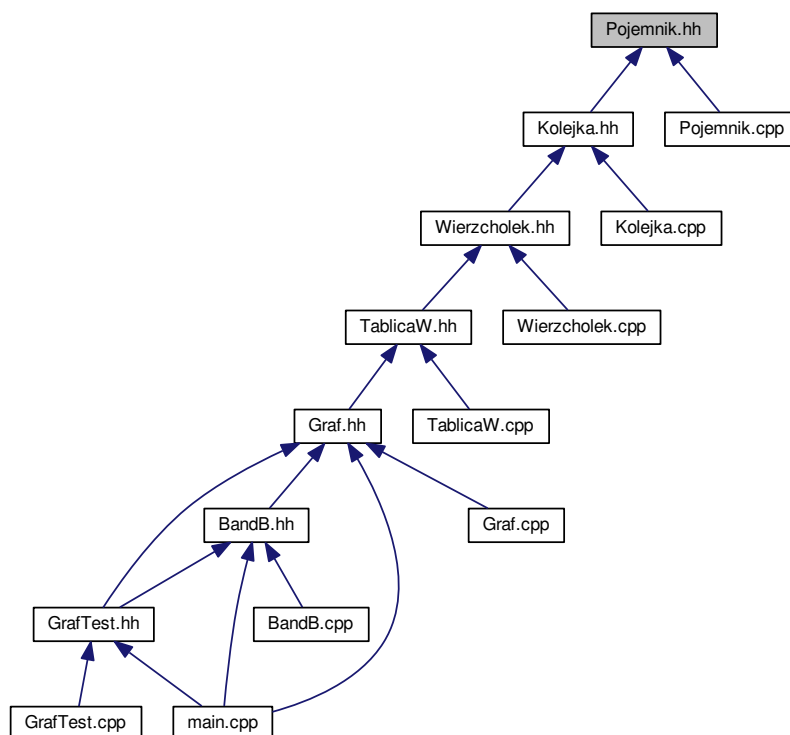 Pojemnik.hh
Kolejka.hh
Pojemnik.cpp
Wierzcholek.hh
Kolejka.cpp
TablicaW.hh
Wierzcholek.cpp
Graf.hh
TablicaW.cpp
BandB.hh
Graf.cpp
GrafTest.hh
BandB.cpp
GrafTest.cpp
main.cpp